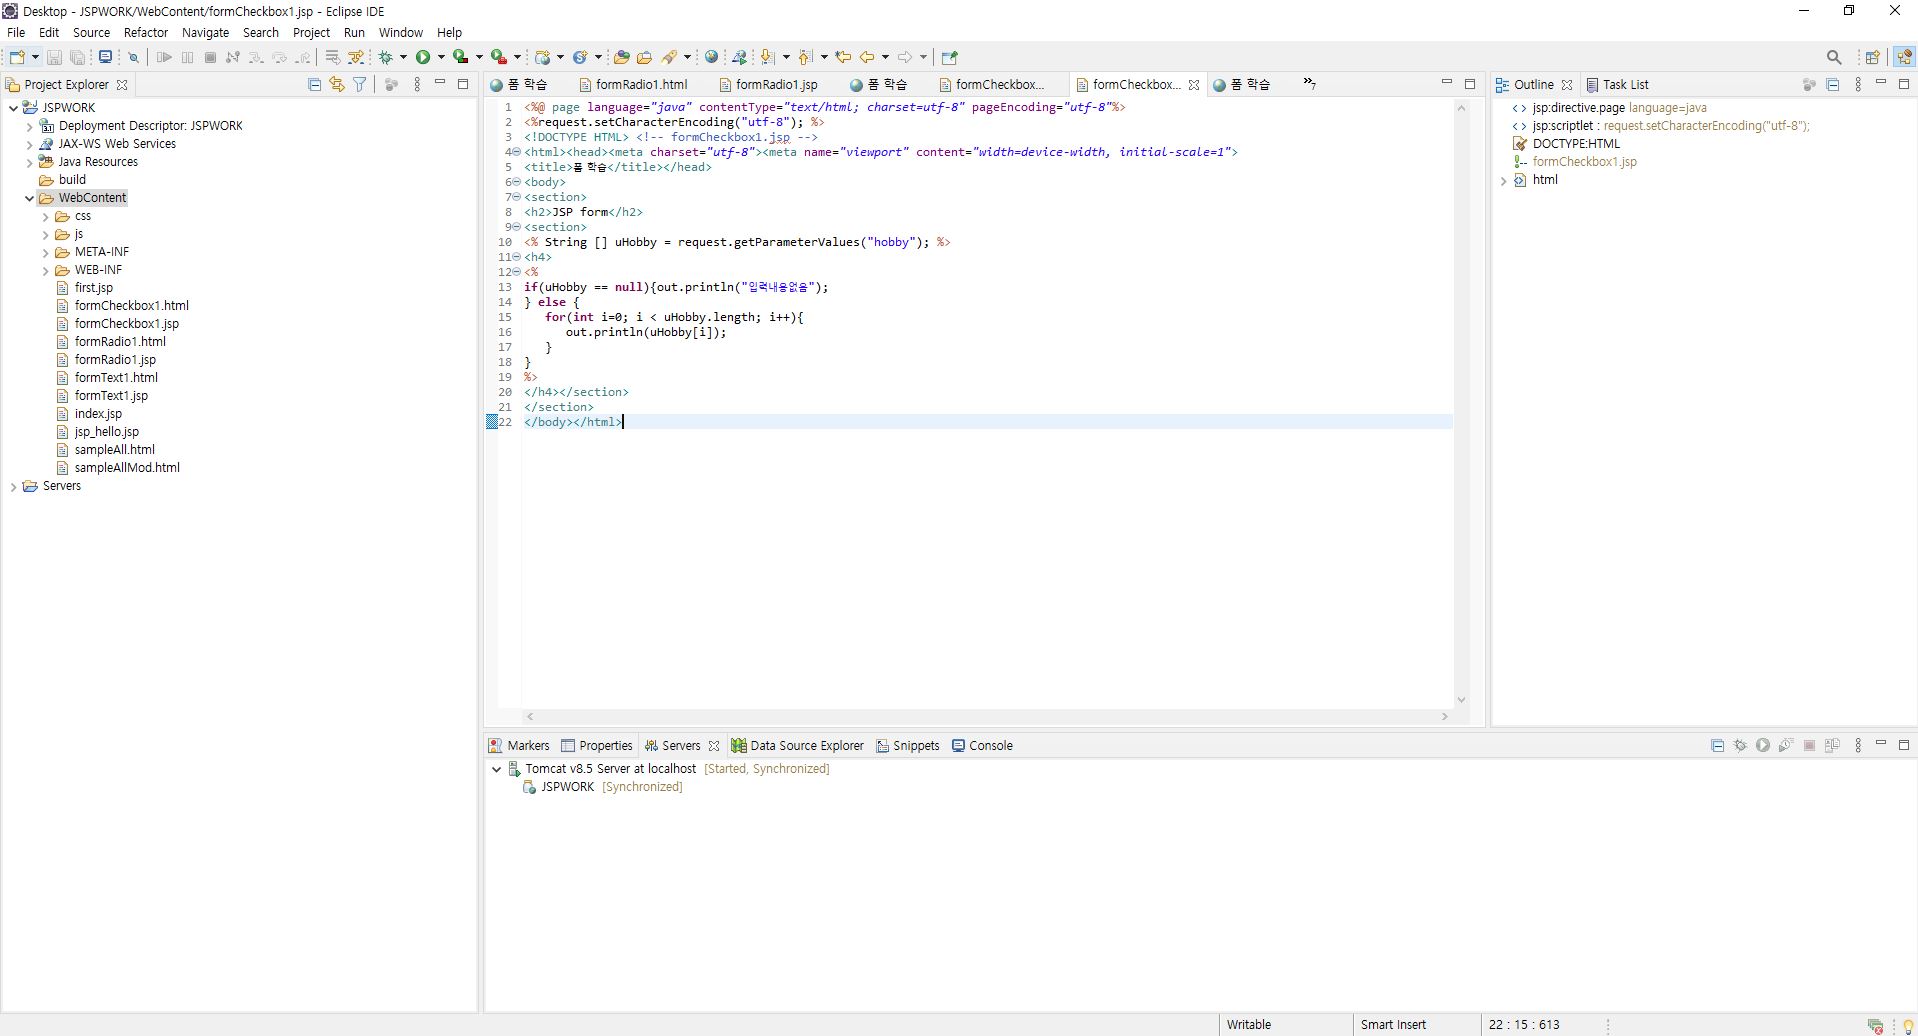 Desktop - JSPWORK/WebContent/formCheckbox1.jsp - Eclipse IDE
File Edit Source Refactor Navigate Search Project Run Window Help
Project Explorer
JSPWORK
Deployment Descriptor: JSPWORK
JAX-WS Web Services
Java Resources
build
WebContent
css
js
META-INF
WEB-INF
first.jsp
formCheckbox1.html
formCheckbox1.jsp
formRadio1.html
formRadio1.jsp
formText1.html
formText1.jsp
index.jsp
jsp_hello.jsp
sampleAll.html
sampleAllMod.html
Servers
폼 학습 formRadio1.html formRadio1.jsp 폼 학습 formCheckbox... formCheckbox... 폼 학습 »7
1 <%@ page language="java" contentType="text/html; charset=utf-8" pageEncoding="utf-8"%>
2 <%request.setCharacterEncoding("utf-8"); %>
3 <!DOCTYPE HTML> <!-- formCheckbox1.jsp -->
4 <html><head><meta charset="utf-8"><meta name="viewport" content="width=device-width, initial-scale=1">
5 <title>폼 학습</title></head>
6 <body>
7 <section>
8 <h2>JSP form</h2>
9 <section>
10 <% String [] uHobby = request.getParameterValues("hobby"); %>
11 <h4>
12 <%
13 if(uHobby == null){out.println("입력내용없음");
14 } else {
15 for(int i=0; i < uHobby.length; i++){
16 out.println(uHobby[i]);
17 }
18 }
19 %>
20 </h4></section>
21 </section>
22 </body></html>
Outline Task List
jsp:directive.page language=java
jsp:scriptlet : request.setCharacterEncoding("utf-8");
DOCTYPE:HTML
formCheckbox1.jsp
html
Markers Properties Servers Data Source Explorer Snippets Console
Tomcat v8.5 Server at localhost [Started, Synchronized]
JSPWORK [Synchronized]
Writable Smart Insert 22 : 15 : 613